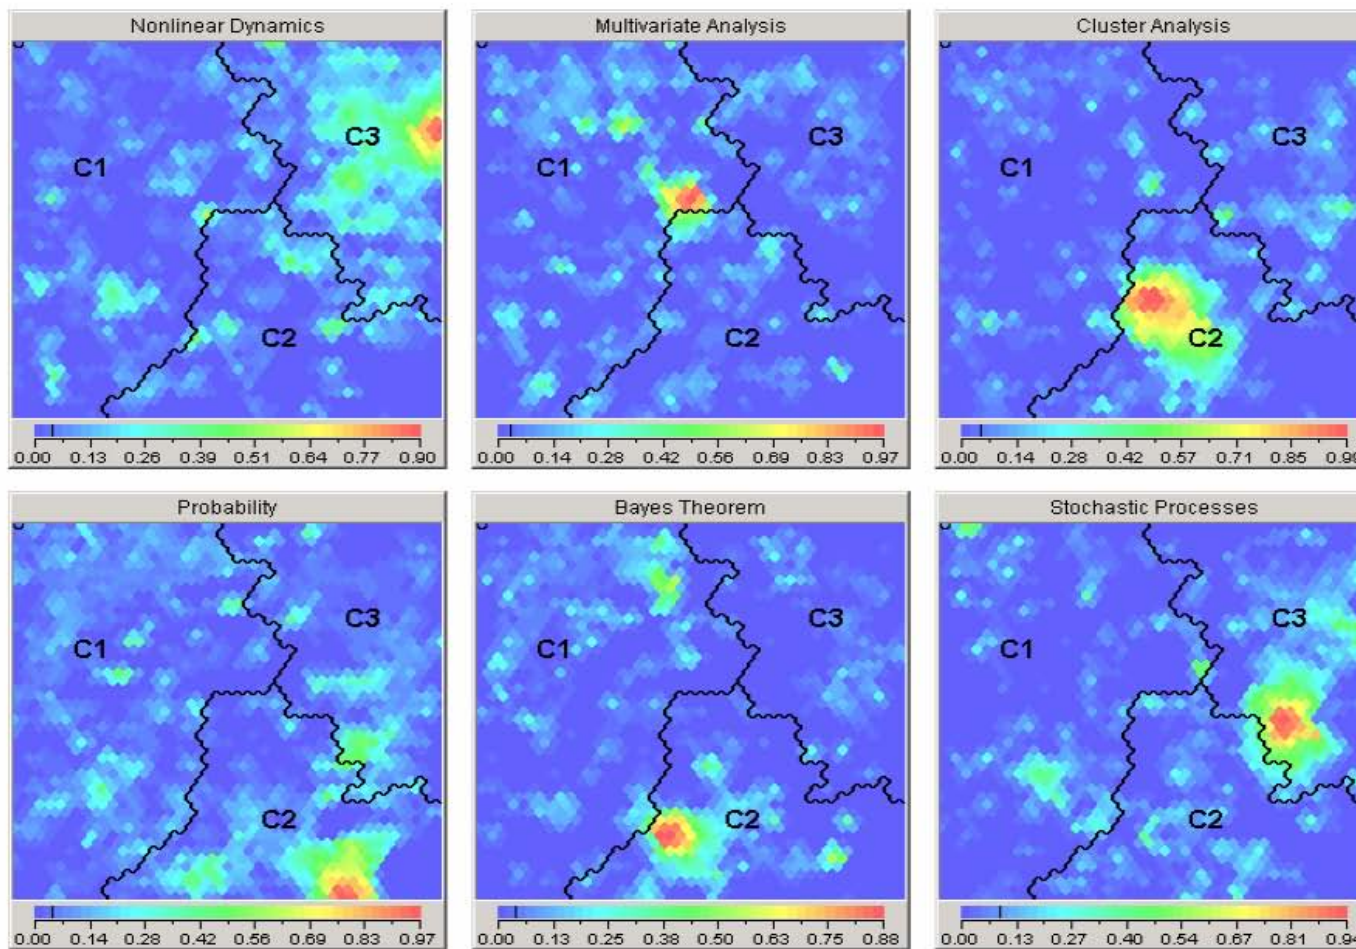 Nonlinear Dynamics
C3
C1
C2
0.00 0.13 0.26 0.39 0.51 0.64 0.77 0.90
Multivariate Analysis
C3
C1
C2
0.00 0.14 0.28 0.42 0.56 0.69 0.83 0.97
Cluster Analysis
C3
C1
C2
0.00 0.14 0.28 0.42 0.57 0.71 0.85
Probability
C3
C1
C2
0.00 0.14 0.28 0.42 0.56 0.69 0.83 0.97
Bayes Theorem
C3
C1
C2
0.00 0.13 0.25 0.38 0.50 0.63 0.75 0.88
Stochastic Processes
C3
C1
C2
0.00 0.13 0.27 0.40 0.54 0.67 0.81 0.94